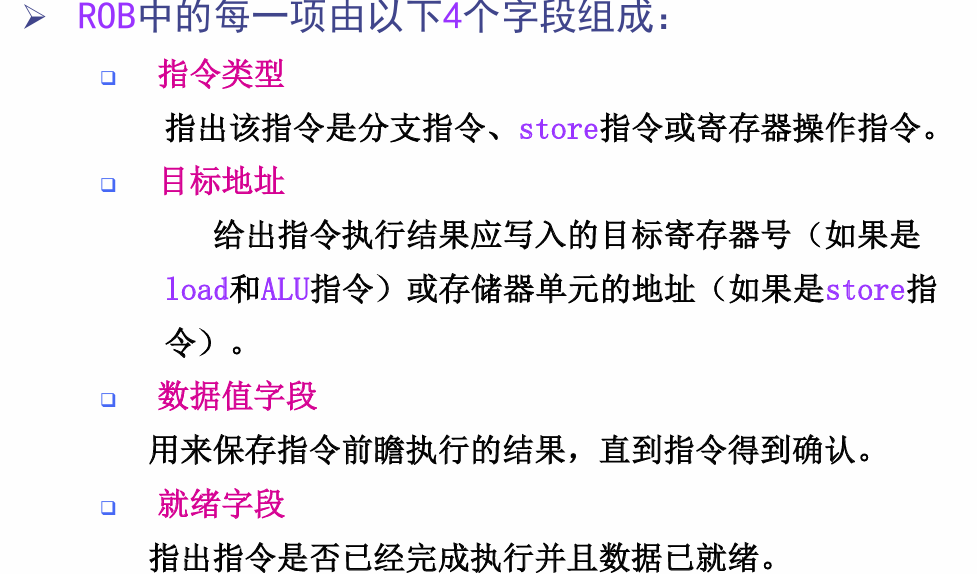 ROB中的每一项由以下4个字段组成：
指令类型
指出该指令是分支指令、store指令或寄存器操作指令。
目标地址
给出指令执行结果应写入的目标寄存器号（如果是
load和ALU指令）或存储器单元的地址（如果是store指
令）。
数据值字段
用来保存指令前瞻执行的结果，直到指令得到确认。
就绪字段
指出指令是否已经完成执行并且数据已就绪。